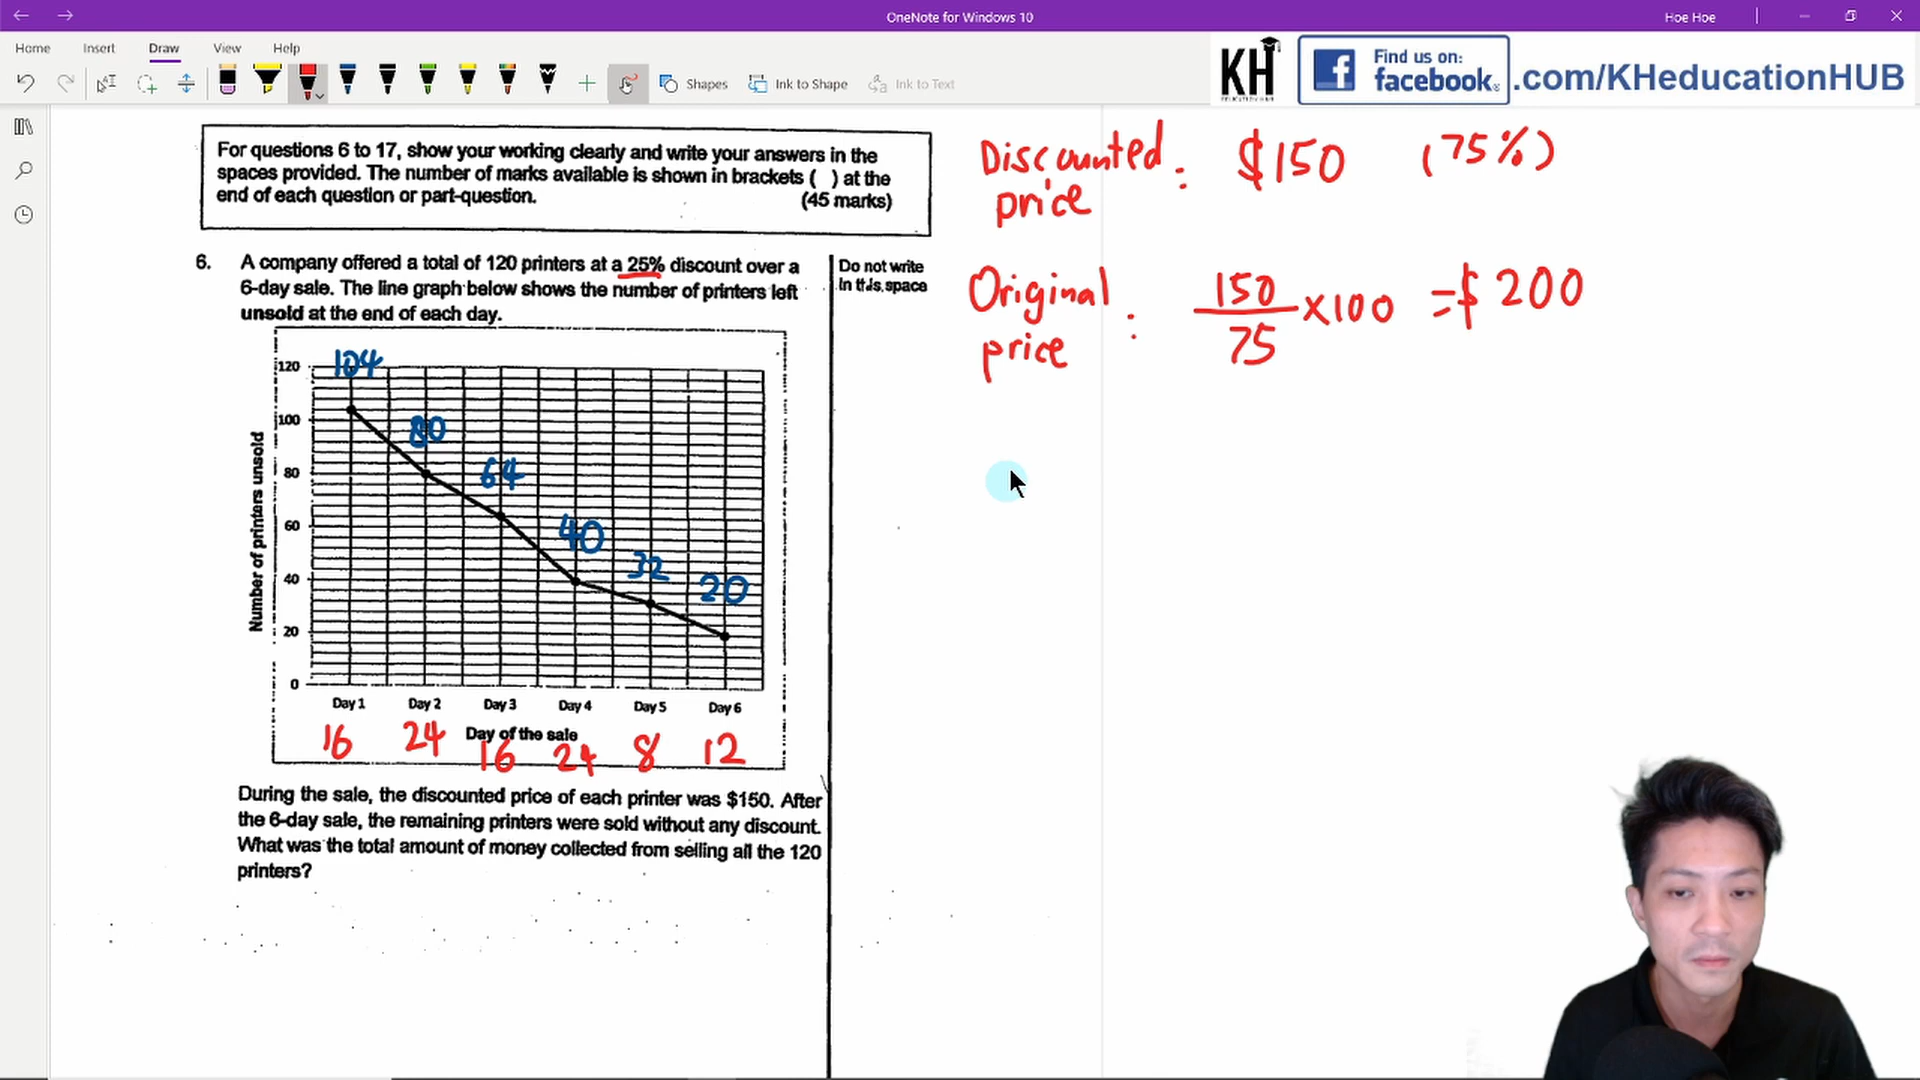 OneNote for Windows 10
Hoe Hoe
Home Insert Draw View Help
Shapes Ink to Shape Ink to Text
KH
EDUCATION HUB
Find us on:
facebook. .com/KHeducationHUB
For questions 6 to 17, show your working clearly and write your answers in the
spaces provided. The number of marks available is shown in brackets ( ) at the
end of each question or part-question. (45 marks)
6. A company offered a total of 120 printers at a 25% discount over a
6-day sale. The line graph below shows the number of printers left
unsold at the end of each day.
Do not write
in this space
Number of printers unsold
120
100
80
60
40
20
0
104
80
64
40
32
20
Day 1 Day 2 Day 3 Day 4 Day 5 Day 6
Day of the sale
16 24 16 24 8 12
During the sale, the discounted price of each printer was $150. After
the 6-day sale, the remaining printers were sold without any discount.
What was the total amount of money collected from selling all the 120
printers?
Discounted price : $150 (75%)
Original price : 150/75 ×100 =$ 200